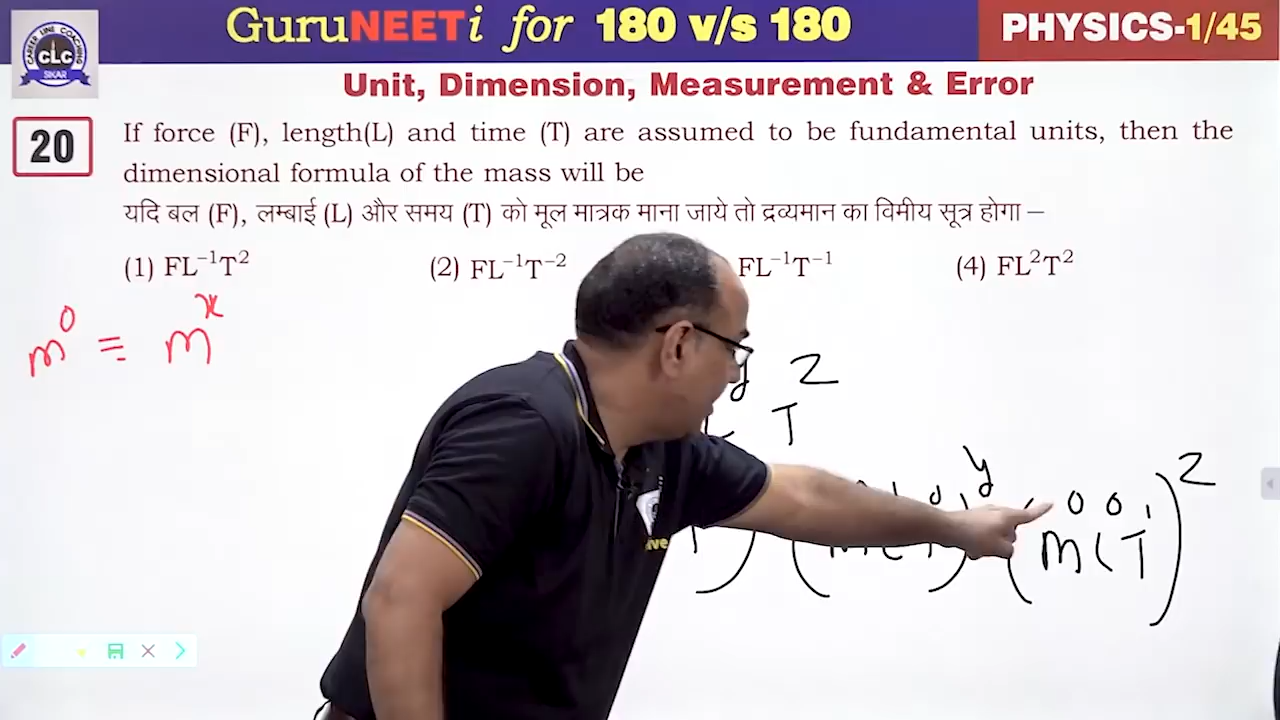 GuruNEETi for 180 v/s 180
PHYSICS-1/45
CAREER LINE COACHING
CLC
SIKAR
Unit, Dimension, Measurement & Error
20
If force (F), length(L) and time (T) are assumed to be fundamental units, then the
dimensional formula of the mass will be
यदि बल (F), लम्बाई (L) और समय (T) को मूल मात्रक माना जाये तो द्रव्यमान का विमीय सूत्र होगा –
(1) FL⁻¹T² (2) FL⁻¹T⁻² FL⁻¹T⁻¹ (4) FL²T²
m⁰ = mˣ
y T^z
(M L T)^y (M⁰L⁰T¹)^z